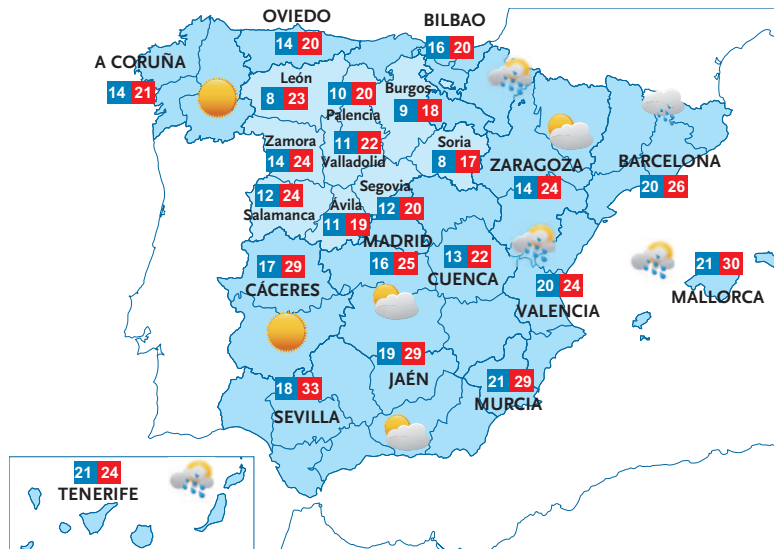 OVIEDO
14 20
BILBAO
16 20
A CORUÑA
14 21
León
8 23
10 20
Palencia
Burgos
9 18
Zamora
14 24
11 22
Valladolid
Soria
8 17
ZARAGOZA
14 24
BARCELONA
20 26
12 24
Salamanca
Ávila
11 19
Segovia
12 20
MADRID
16 25
13 22
CUENCA
17 29
CÁCERES
20 24
VALENCIA
21 30
MALLORCA
19 29
JAÉN
18 33
SEVILLA
21 29
MURCIA
21 24
TENERIFE